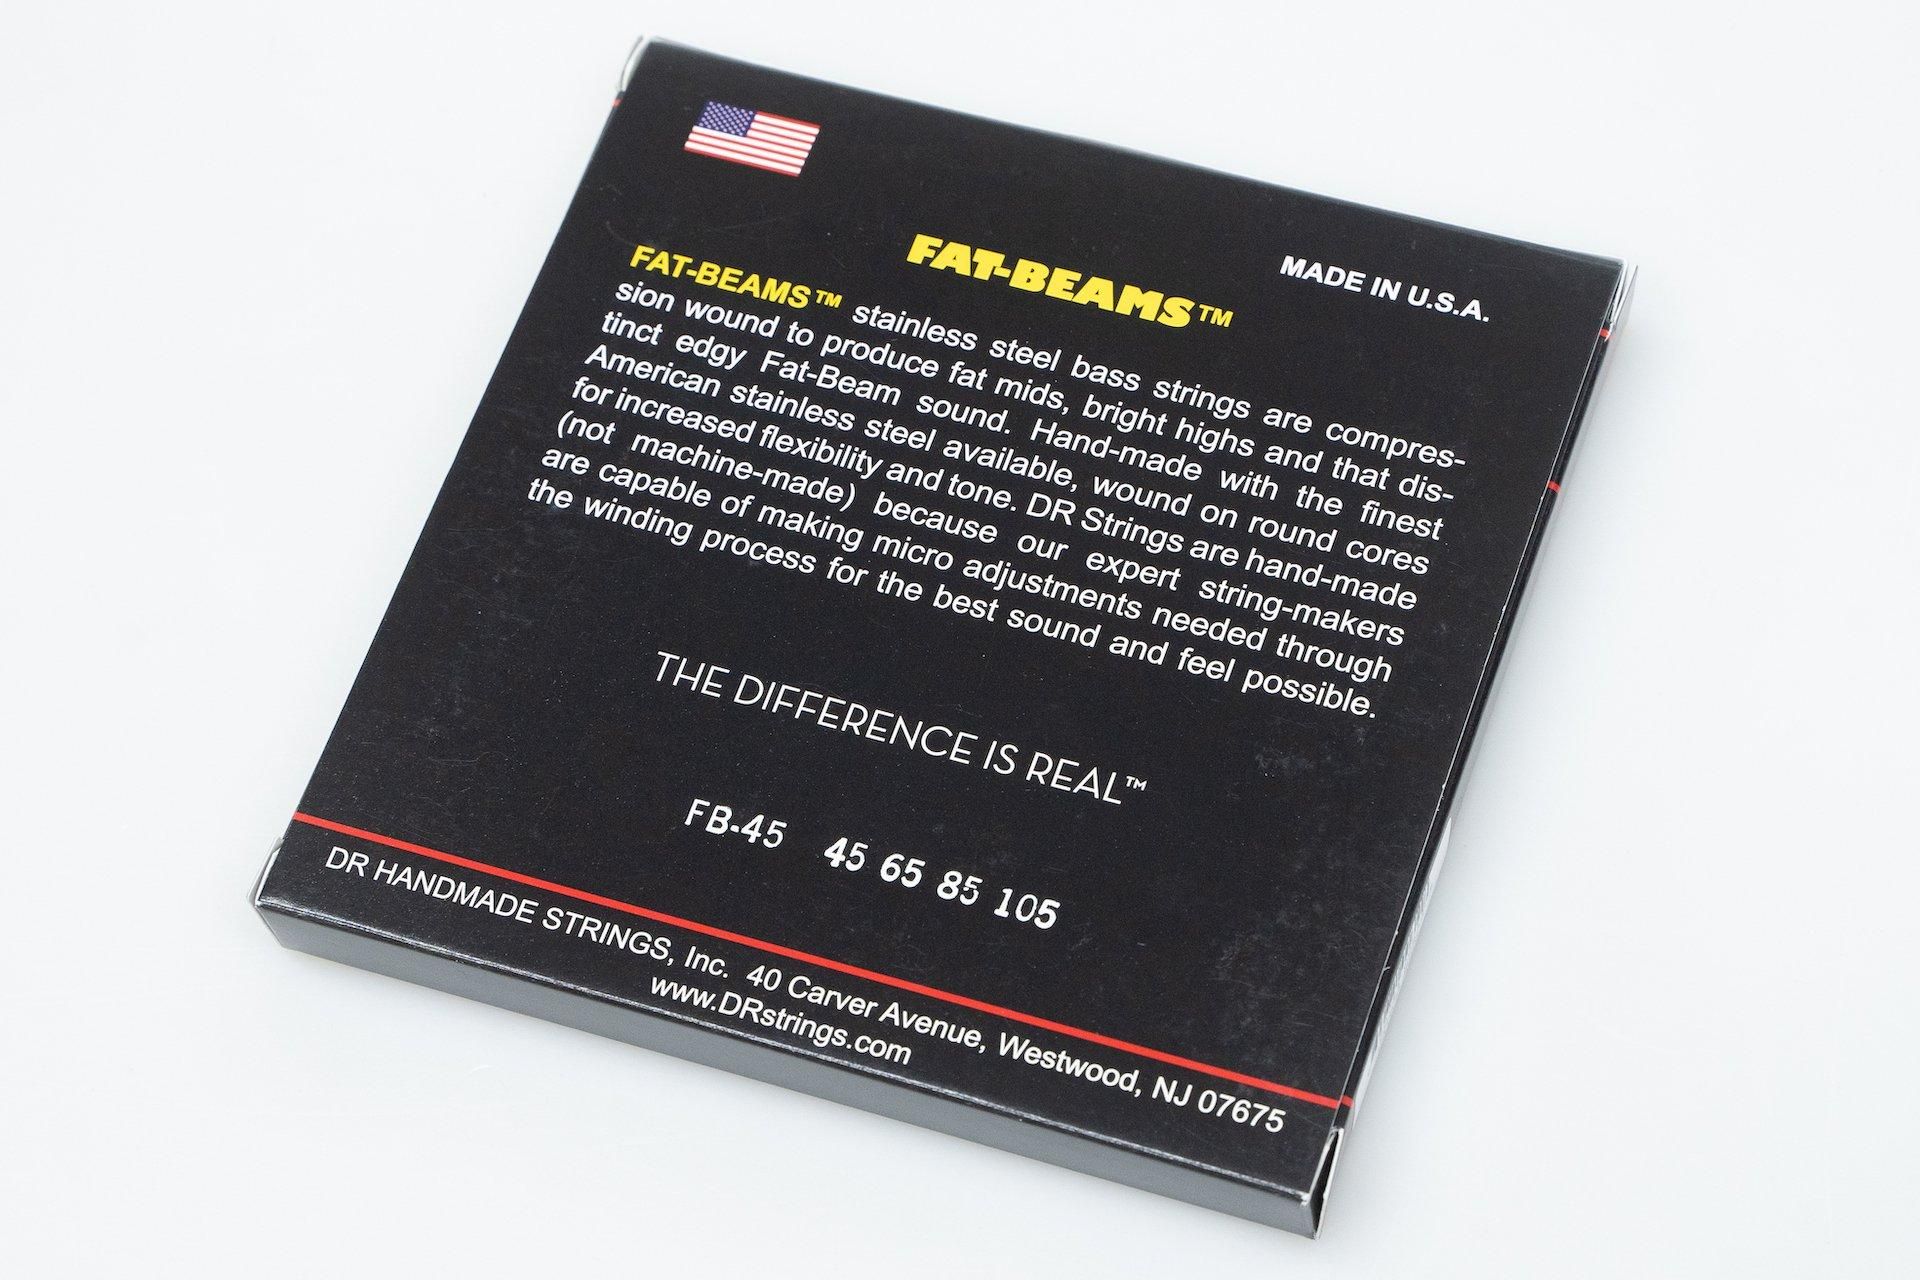 FAT-BEAMS™
MADE IN U.S.A.
FAT-BEAMS™ stainless steel bass strings are compres-
sion wound to produce fat mids, bright highs and that dis-
tinct edgy Fat-Beam sound. Hand-made with the finest
American stainless steel available, wound on round cores
for increased flexibility and tone. DR Strings are hand-made
(not machine-made) because our expert string-makers
are capable of making micro adjustments needed through
the winding process for the best sound and feel possible.
THE DIFFERENCE IS REAL™
FB-45 45 65 85 105
DR HANDMADE STRINGS, Inc. 40 Carver Avenue, Westwood, NJ 07675
www.DRstrings.com